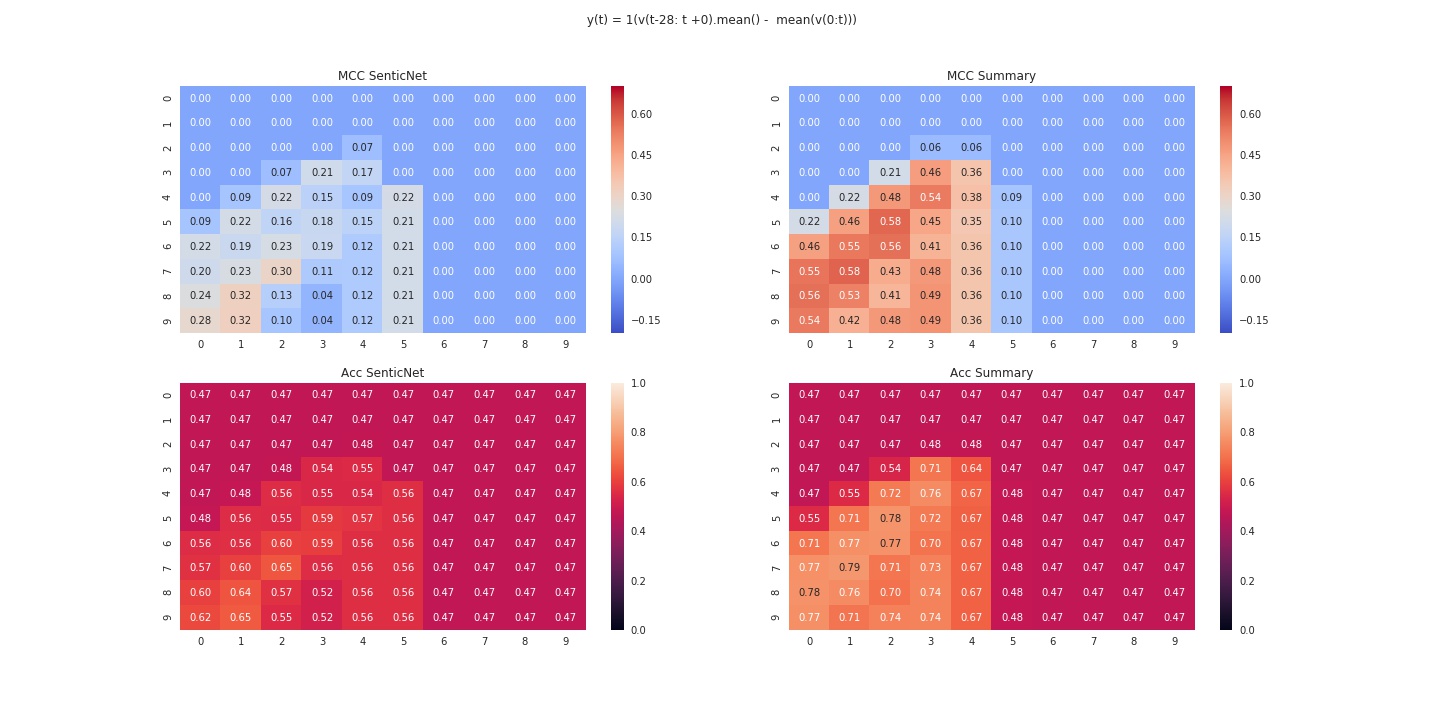 y(t) = 1(v(t-28: t +0).mean() -  mean(v(0:t)))
MCC SenticNet
0 0.00 0.00 0.00 0.00 0.00 0.00 0.00 0.00 0.00 0.00
1 0.00 0.00 0.00 0.00 0.00 0.00 0.00 0.00 0.00 0.00
2 0.00 0.00 0.00 0.00 0.07 0.00 0.00 0.00 0.00 0.00
3 0.00 0.00 0.07 0.21 0.17 0.00 0.00 0.00 0.00 0.00
4 0.00 0.09 0.22 0.15 0.09 0.22 0.00 0.00 0.00 0.00
5 0.09 0.22 0.16 0.18 0.15 0.21 0.00 0.00 0.00 0.00
6 0.22 0.19 0.23 0.19 0.12 0.21 0.00 0.00 0.00 0.00
7 0.20 0.23 0.30 0.11 0.12 0.21 0.00 0.00 0.00 0.00
8 0.24 0.32 0.13 0.04 0.12 0.21 0.00 0.00 0.00 0.00
9 0.28 0.32 0.10 0.04 0.12 0.21 0.00 0.00 0.00 0.00
0 1 2 3 4 5 6 7 8 9
0.60
0.45
0.30
0.15
0.00
−0.15
MCC Summary
0 0.00 0.00 0.00 0.00 0.00 0.00 0.00 0.00 0.00 0.00
1 0.00 0.00 0.00 0.00 0.00 0.00 0.00 0.00 0.00 0.00
2 0.00 0.00 0.00 0.06 0.06 0.00 0.00 0.00 0.00 0.00
3 0.00 0.00 0.21 0.46 0.36 0.00 0.00 0.00 0.00 0.00
4 0.00 0.22 0.48 0.54 0.38 0.09 0.00 0.00 0.00 0.00
5 0.22 0.46 0.58 0.45 0.35 0.10 0.00 0.00 0.00 0.00
6 0.46 0.55 0.56 0.41 0.36 0.10 0.00 0.00 0.00 0.00
7 0.55 0.58 0.43 0.48 0.36 0.10 0.00 0.00 0.00 0.00
8 0.56 0.53 0.41 0.49 0.36 0.10 0.00 0.00 0.00 0.00
9 0.54 0.42 0.48 0.49 0.36 0.10 0.00 0.00 0.00 0.00
0 1 2 3 4 5 6 7 8 9
0.60
0.45
0.30
0.15
0.00
−0.15
Acc SenticNet
0 0.47 0.47 0.47 0.47 0.47 0.47 0.47 0.47 0.47 0.47
1 0.47 0.47 0.47 0.47 0.47 0.47 0.47 0.47 0.47 0.47
2 0.47 0.47 0.47 0.47 0.48 0.47 0.47 0.47 0.47 0.47
3 0.47 0.47 0.48 0.54 0.55 0.47 0.47 0.47 0.47 0.47
4 0.47 0.48 0.56 0.55 0.54 0.56 0.47 0.47 0.47 0.47
5 0.48 0.56 0.55 0.59 0.57 0.56 0.47 0.47 0.47 0.47
6 0.56 0.56 0.60 0.59 0.56 0.56 0.47 0.47 0.47 0.47
7 0.57 0.60 0.65 0.56 0.56 0.56 0.47 0.47 0.47 0.47
8 0.60 0.64 0.57 0.52 0.56 0.56 0.47 0.47 0.47 0.47
9 0.62 0.65 0.55 0.52 0.56 0.56 0.47 0.47 0.47 0.47
0 1 2 3 4 5 6 7 8 9
1.0
0.8
0.6
0.4
0.2
0.0
Acc Summary
0 0.47 0.47 0.47 0.47 0.47 0.47 0.47 0.47 0.47 0.47
1 0.47 0.47 0.47 0.47 0.47 0.47 0.47 0.47 0.47 0.47
2 0.47 0.47 0.47 0.48 0.48 0.47 0.47 0.47 0.47 0.47
3 0.47 0.47 0.54 0.71 0.64 0.47 0.47 0.47 0.47 0.47
4 0.47 0.55 0.72 0.76 0.67 0.48 0.47 0.47 0.47 0.47
5 0.55 0.71 0.78 0.72 0.67 0.48 0.47 0.47 0.47 0.47
6 0.71 0.77 0.77 0.70 0.67 0.48 0.47 0.47 0.47 0.47
7 0.77 0.79 0.71 0.73 0.67 0.48 0.47 0.47 0.47 0.47
8 0.78 0.76 0.70 0.74 0.67 0.48 0.47 0.47 0.47 0.47
9 0.77 0.71 0.74 0.74 0.67 0.48 0.47 0.47 0.47 0.47
0 1 2 3 4 5 6 7 8 9
1.0
0.8
0.6
0.4
0.2
0.0